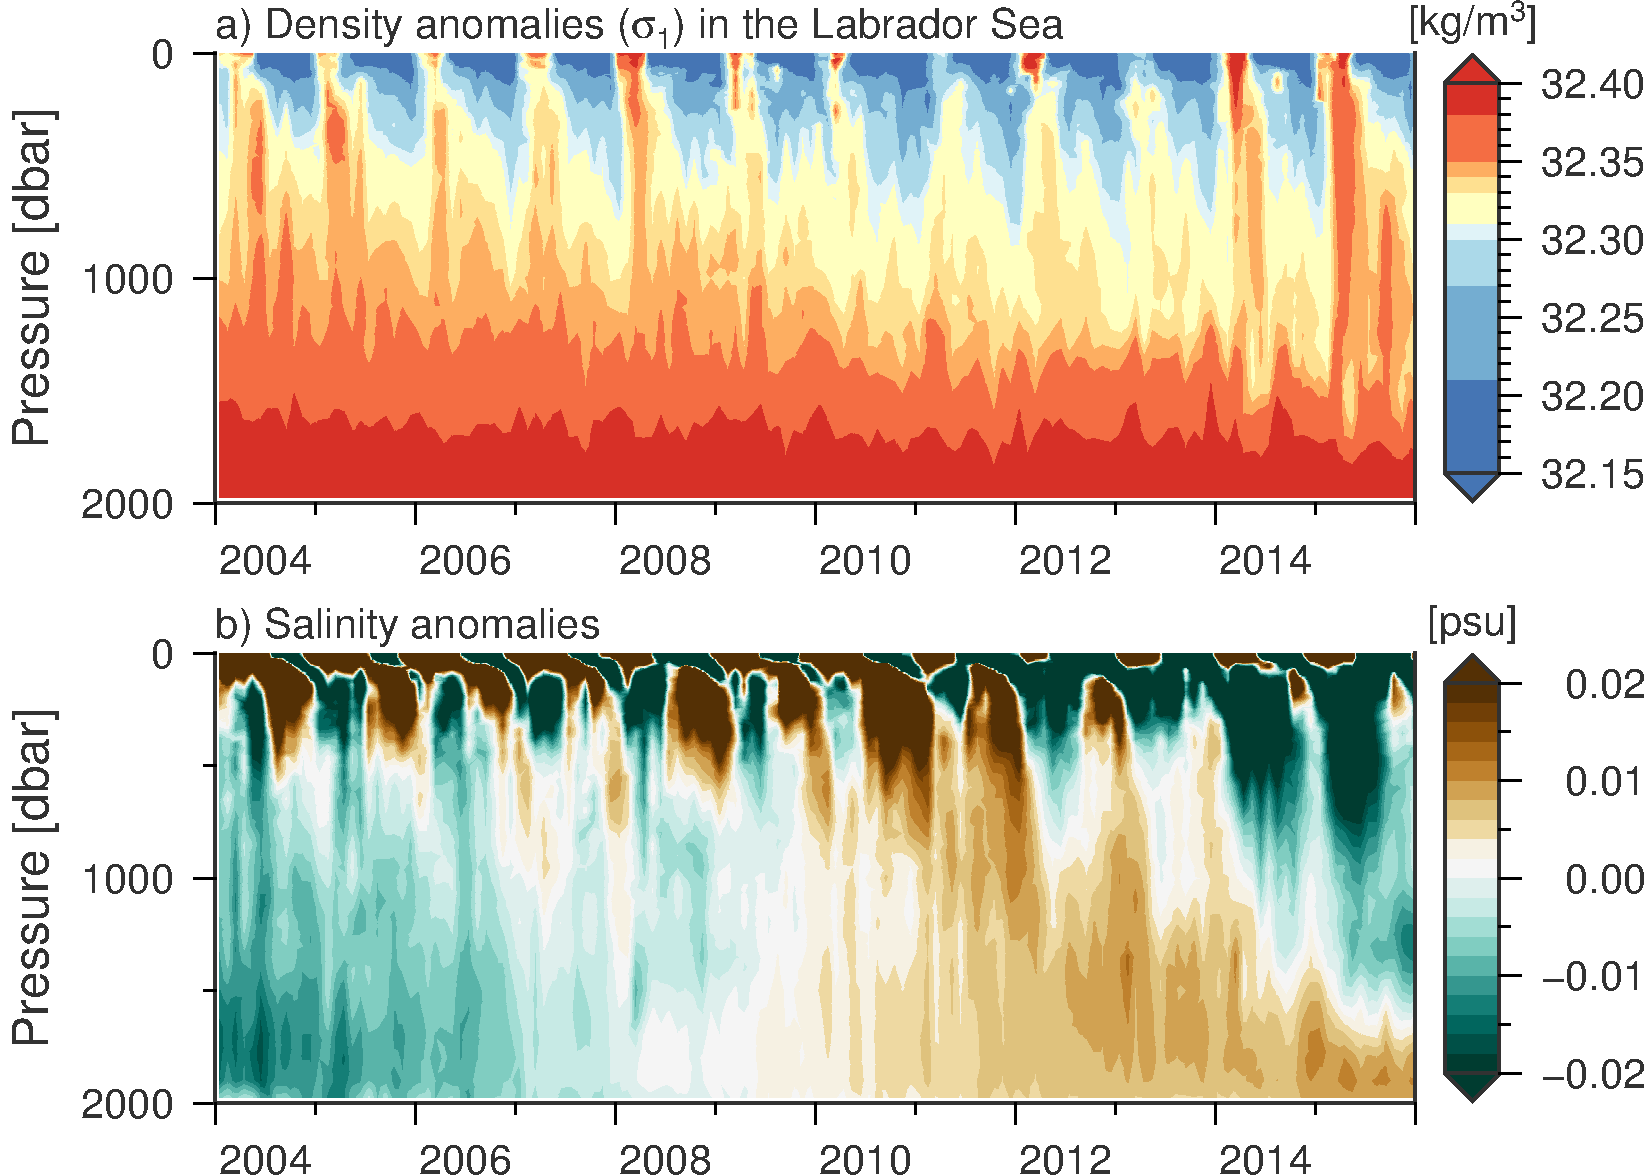 a) Density anomalies (σ₁) in the Labrador Sea
[kg/m³]
Pressure [dbar]
0
1000
2000
2004 2006 2008 2010 2012 2014
32.40
32.35
32.30
32.25
32.20
32.15
b) Salinity anomalies
[psu]
Pressure [dbar]
0
1000
2000
2004 2006 2008 2010 2012 2014
0.02
0.01
0.00
−0.01
−0.02